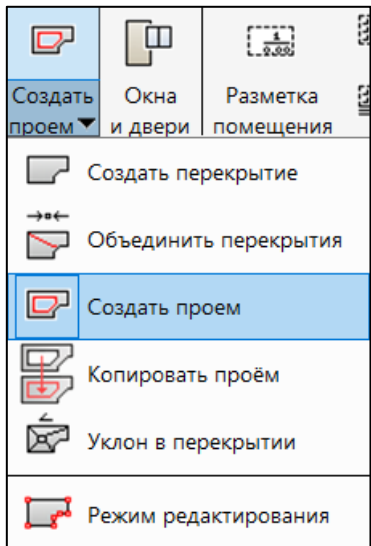 Создать Окна Разметка
проем и двери помещения
Создать перекрытие
Объединить перекрытия
Создать проем
Копировать проём
Уклон в перекрытии
Режим редактирования